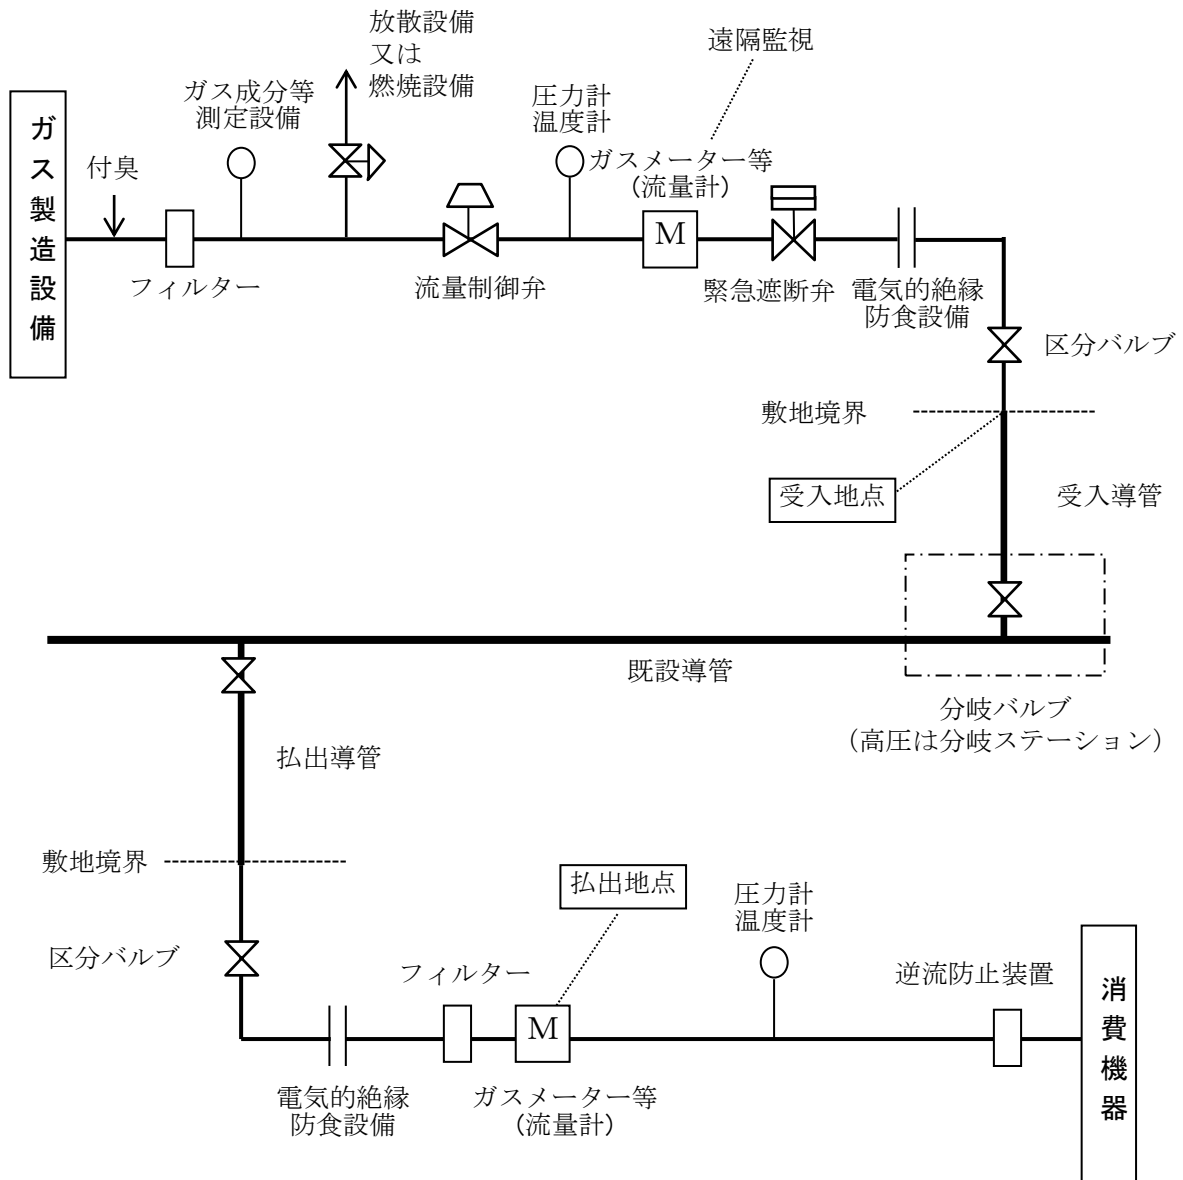 放散設備
又は
燃焼設備
遠隔監視
ガス成分等
測定設備
圧力計
温度計
ガス製造設備
付臭
ガスメーター等
(流量計)
M
フィルター
流量制御弁
緊急遮断弁
電気的絶縁
防食設備
区分バルブ
敷地境界
受入地点
受入導管
既設導管
分岐バルブ
（高圧は分岐ステーション）
払出導管
敷地境界
払出地点
圧力計
温度計
区分バルブ
フィルター
逆流防止装置
M
消費機器
電気的絶縁
防食設備
ガスメーター等
(流量計)